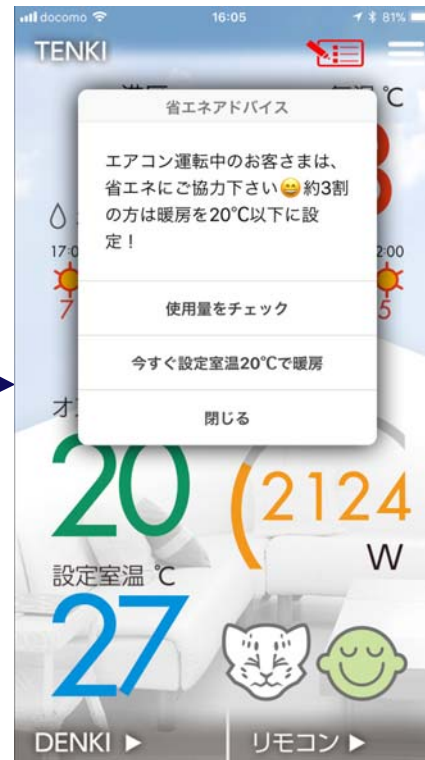 docomo 16:05 81%
TENKI
℃
省エネアドバイス
エアコン運転中のお客さまは、
省エネにご協力下さい😄約3割
の方は暖房を20℃以下に設
定！
17:0
2:00
7
5
使用量をチェック
今すぐ設定室温20℃で暖房
閉じる
オ
20
2124
W
設定室温 ℃
27
DENKI ▶
リモコン ▶